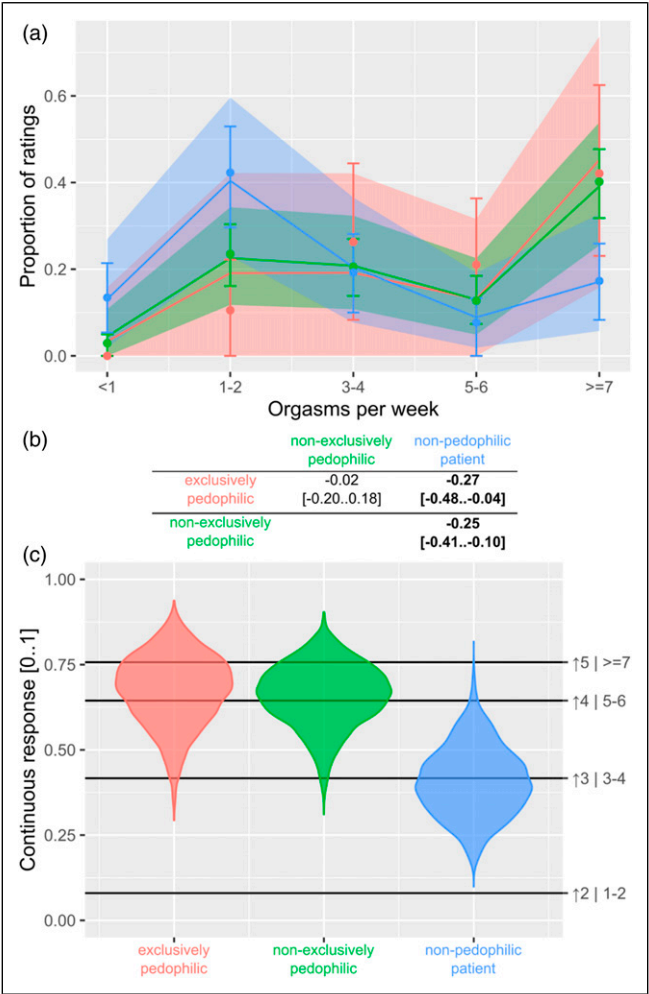 (a)
Proportion of ratings
0.6
0.4
0.2
0.0
<1
1-2
3-4
5-6
>=7
Orgasms per week
(b)
non-exclusively
pedophilic
non-pedophilic
patient
exclusively
pedophilic
-0.02
[-0.20..0.18]
-0.27
[-0.48..-0.04]
non-exclusively
pedophilic
-0.25
[-0.41..-0.10]
(c)
Continuous response [0..1]
1.00
0.75
0.50
0.25
0.00
↑5 | >=7
↑4 | 5-6
↑3 | 3-4
↑2 | 1-2
exclusively
pedophilic
non-exclusively
pedophilic
non-pedophilic
patient